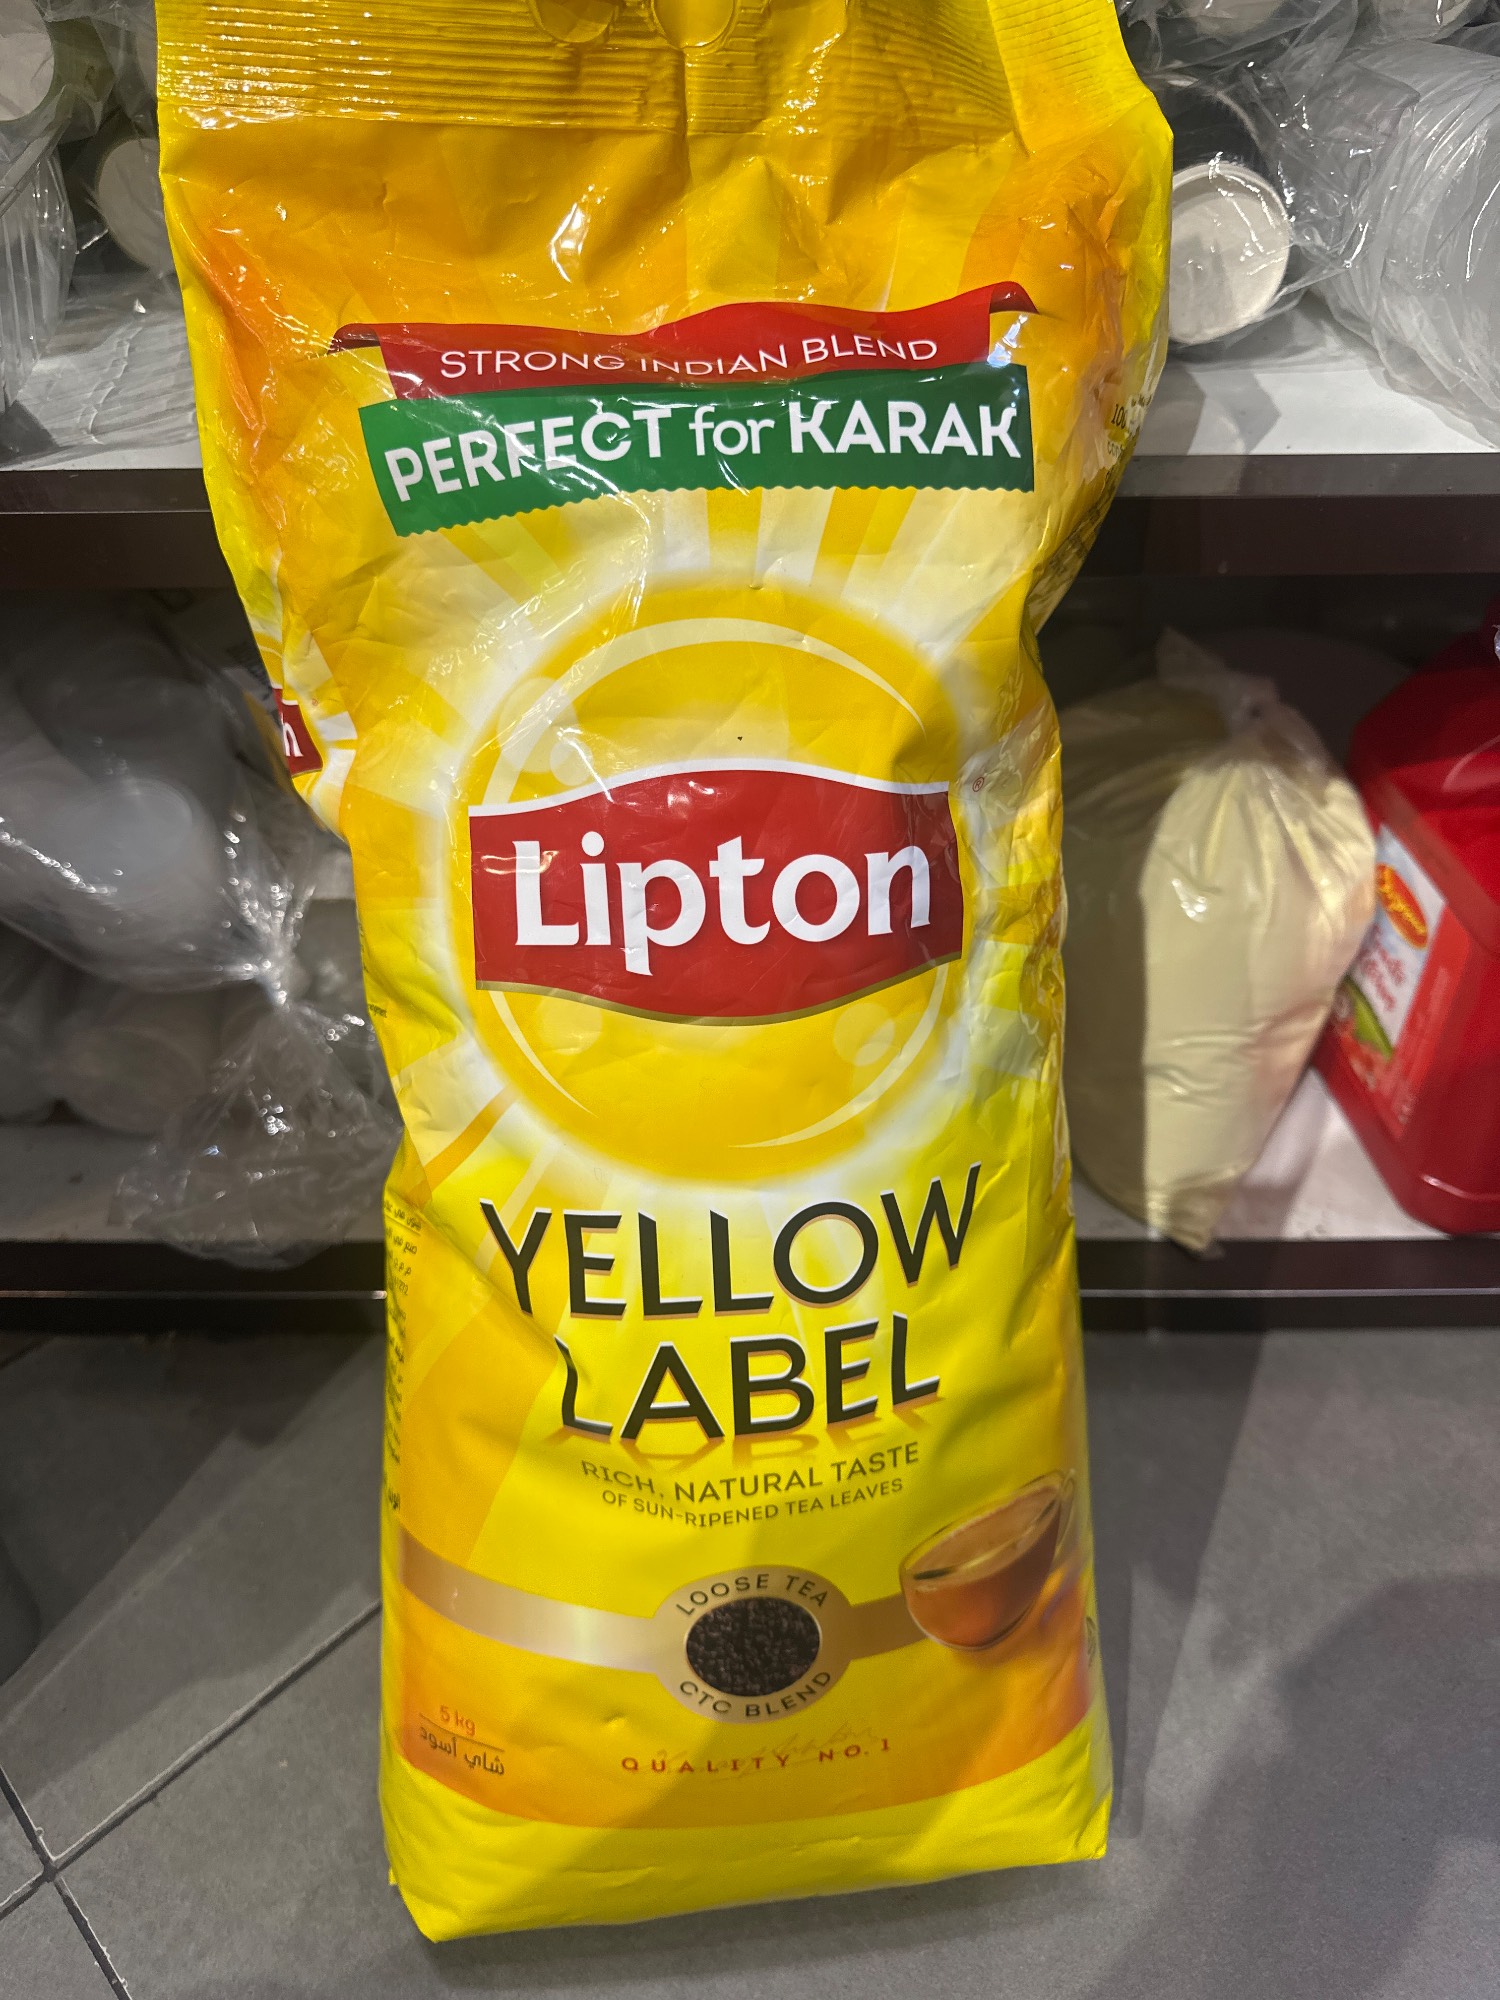 STRONG INDIAN BLEND
PERFECT for KARAK
Lipton
®
YELLOW
LABEL
RICH, NATURAL TASTE
OF SUN-RIPENED TEA LEAVES
LOOSE TEA
CTC BLEND
5 kg
شاي أسود
QUALITY NO. 1